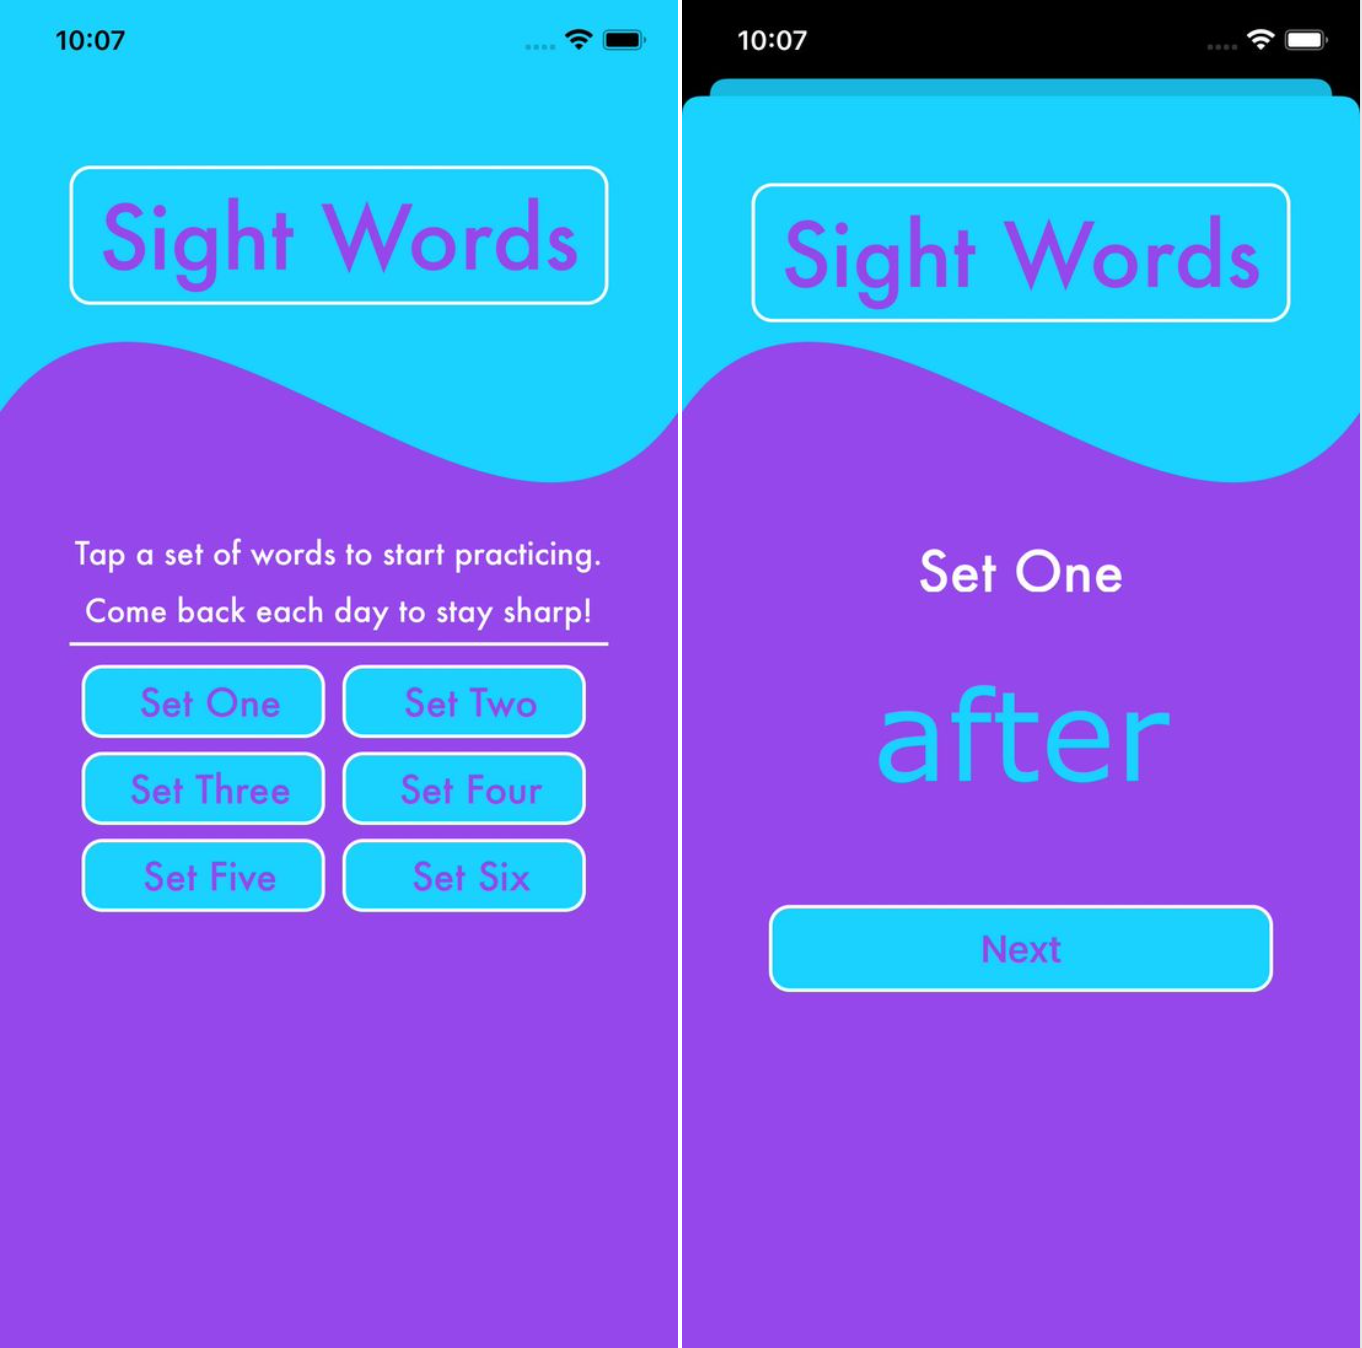 10:07
Sight Words
Tap a set of words to start practicing.
Come back each day to stay sharp!
Set One
Set Two
Set Three
Set Four
Set Five
Set Six
10:07
Sight Words
Set One
after
Next